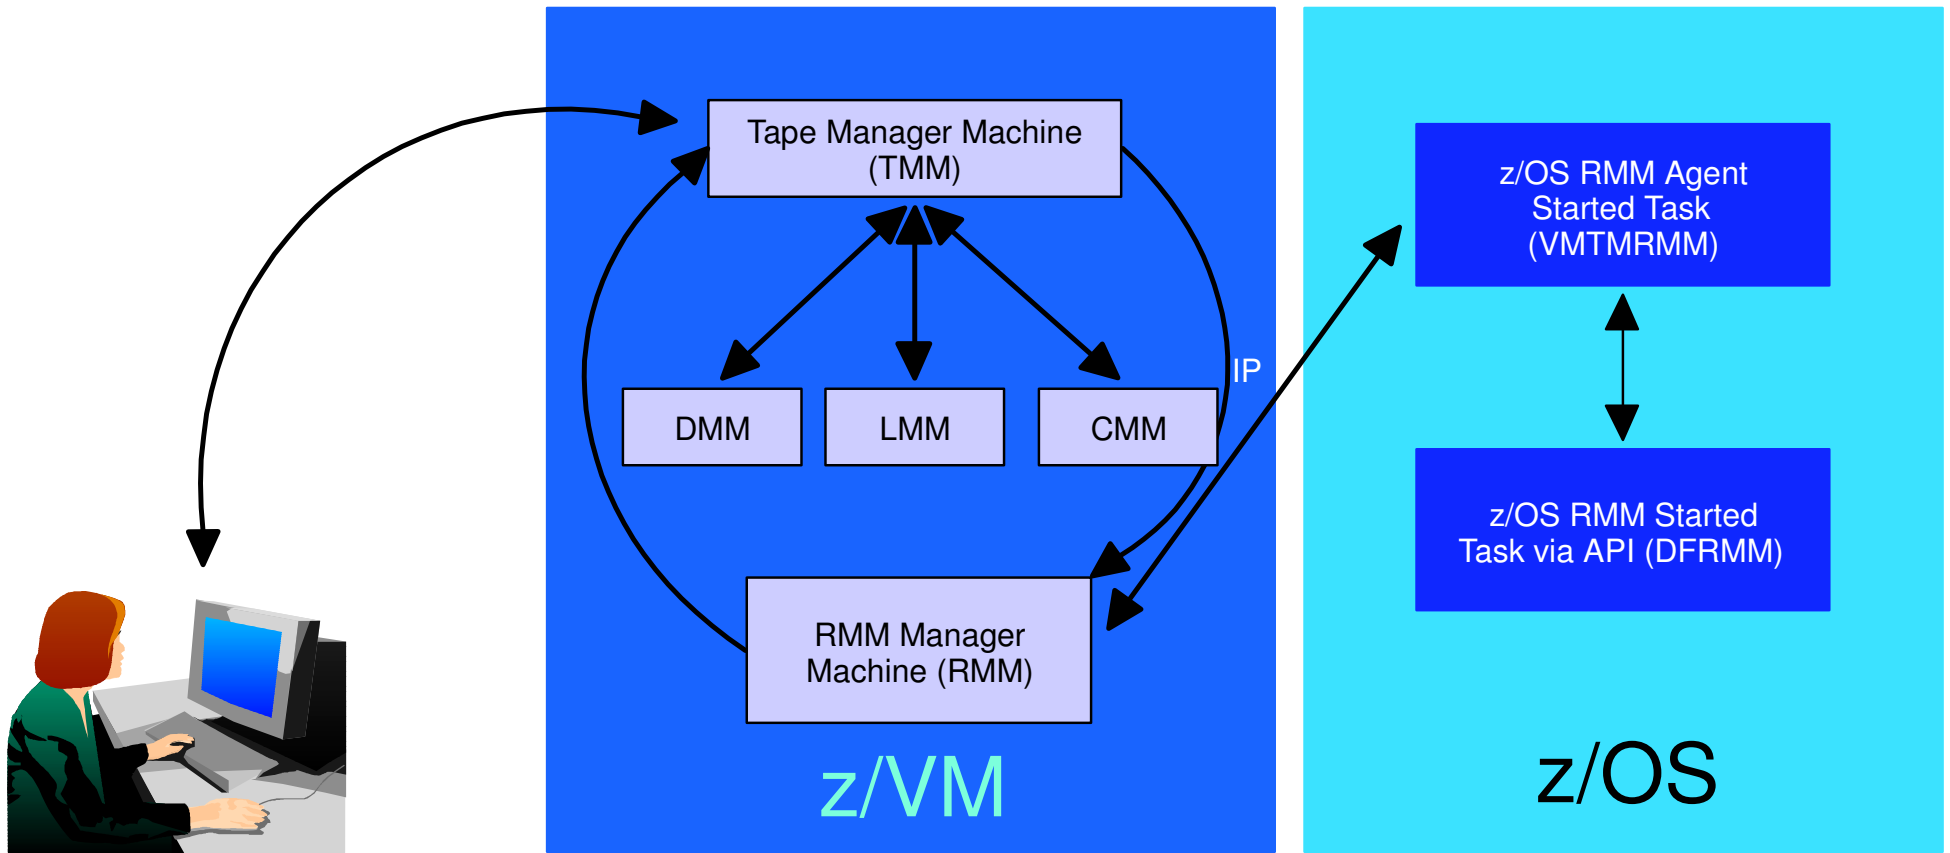 Tape Manager Machine
(TMM)
DMM
LMM
CMM
IP
RMM Manager
Machine (RMM)
z/VM
z/OS RMM Agent
Started Task
(VMTMRMM)
z/OS RMM Started
Task via API (DFRMM)
z/OS